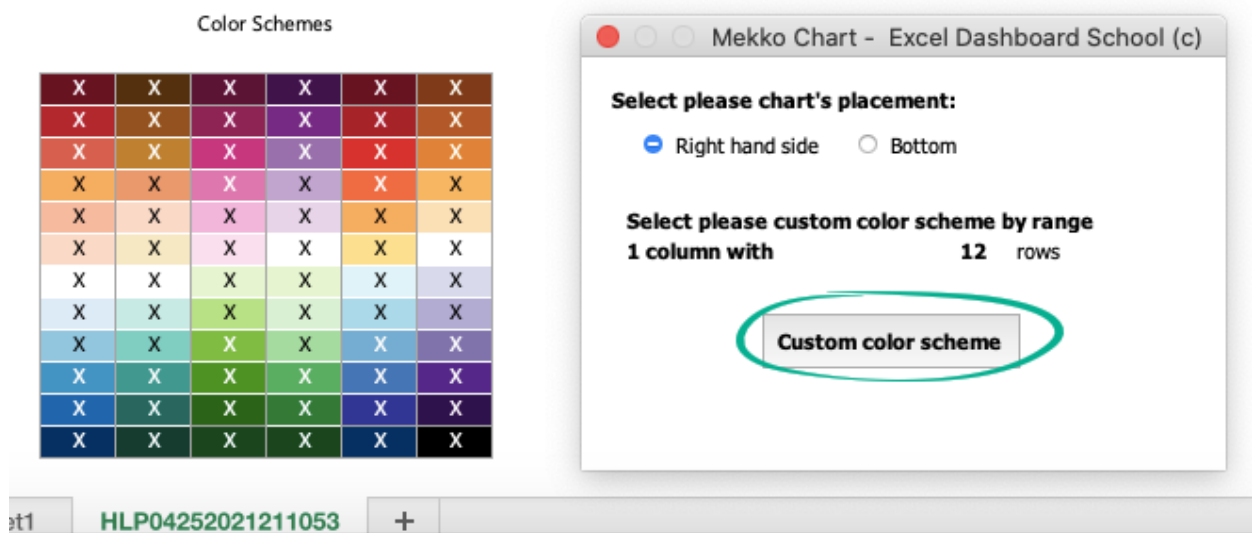 Color Schemes
X X X X X X
X X X X X X
X X X X X X
X X X X X X
X X X X X X
X X X X X X
X X X X X X
X X X X X X
X X X X X X
X X X X X X
X X X X X X
X X X X X X
Mekko Chart - Excel Dashboard School (c)
Select please chart's placement:
Right hand side Bottom
Select please custom color scheme by range
1 column with 12 rows
Custom color scheme
et1 HLP04252021211053 +